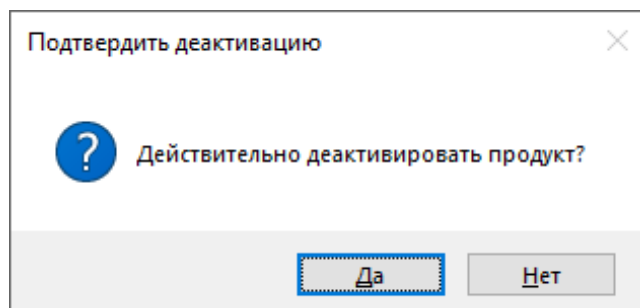 Подтвердить деактивацию
Действительно деактивировать продукт?
Да
Нет